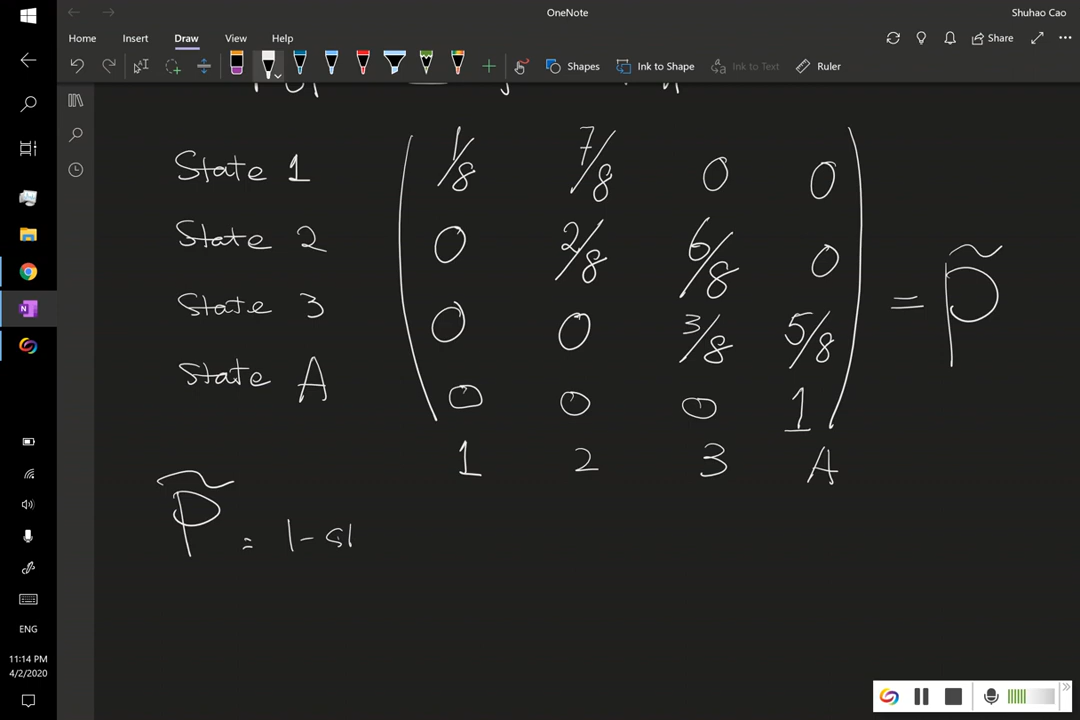 OneNote
Shuhao Cao
Home Insert Draw View Help
Share
Shapes Ink to Shape Ink to Text Ruler
State 1 1/8 7/8 0 0
State 2 0 2/8 6/8 0
State 3 0 0 3/8 5/8
= P̃
State A 0 0 0 1
1 2 3 A
P̃ = 1-st
ENG
11:14 PM
4/2/2020